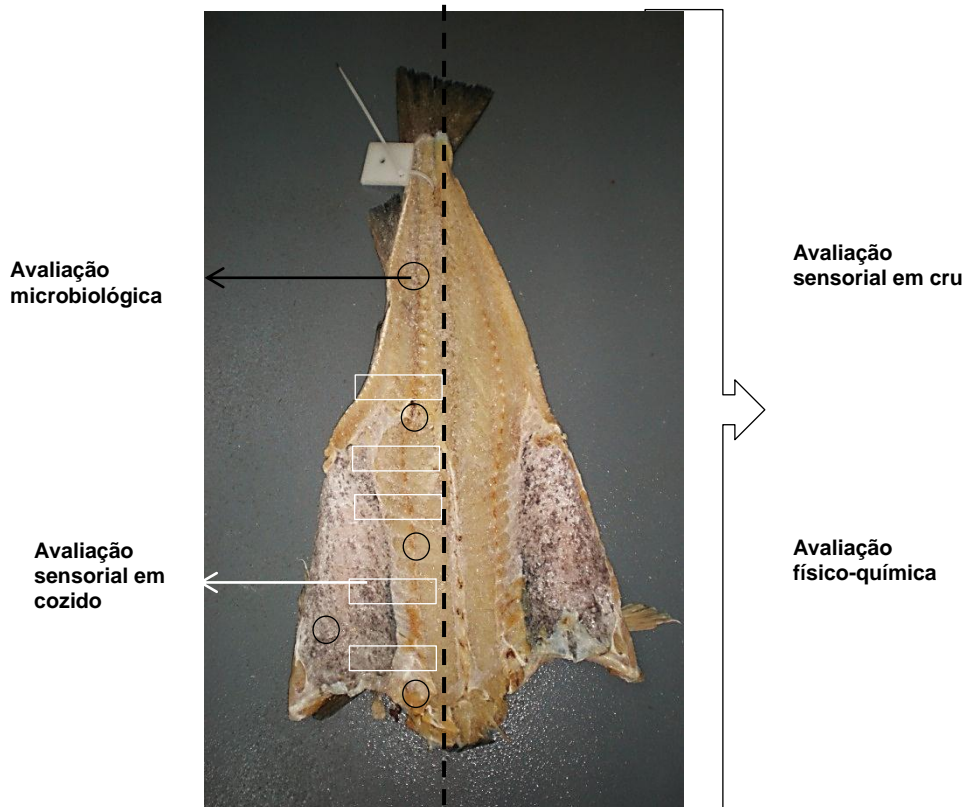 Avaliação
microbiológica
Avaliação
sensorial em cru
Avaliação
sensorial em
cozido
Avaliação
físico-química